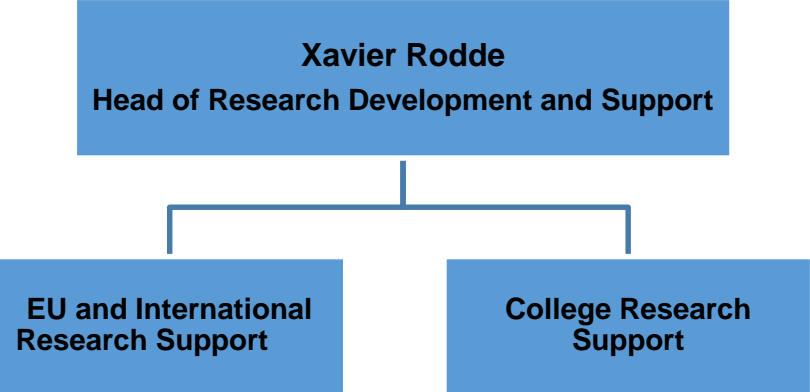 Xavier Rodde
Head of Research Development and Support
EU and International
Research Support
College Research
Support